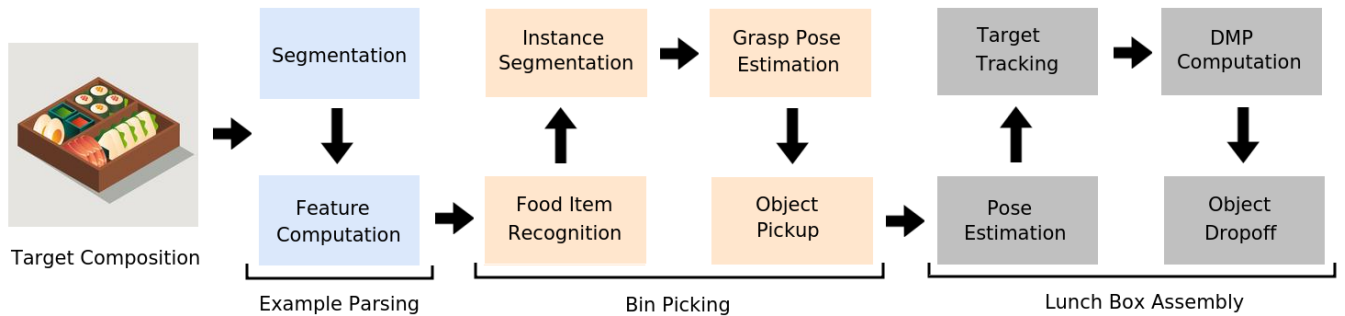 Target Composition
Segmentation
Feature
Computation
Example Parsing
Food Item
Recognition
Instance
Segmentation
Grasp Pose
Estimation
Object
Pickup
Bin Picking
Pose
Estimation
Target
Tracking
DMP
Computation
Object
Dropoff
Lunch Box Assembly